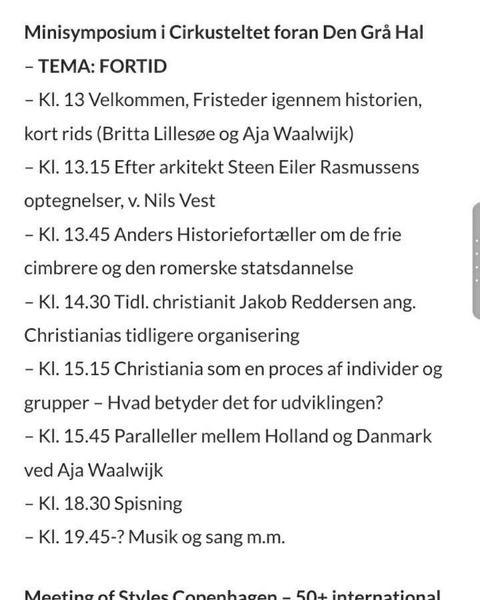 Minisymposium i Cirkusteltet foran Den Grå Hal
– TEMA: FORTID
– Kl. 13 Velkommen, Fristeder igennem historien,
kort rids (Britta Lillesøe og Aja Waalwijk)
– Kl. 13.15 Efter arkitekt Steen Eiler Rasmussens
optegnelser, v. Nils Vest
– Kl. 13.45 Anders Historiefortæller om de frie
cimbrere og den romerske statsdannelse
– Kl. 14.30 Tidl. christianit Jakob Reddersen ang.
Christianias tidligere organisering
– Kl. 15.15 Christiania som en proces af individer og
grupper – Hvad betyder det for udviklingen?
– Kl. 15.45 Paralleller mellem Holland og Danmark
ved Aja Waalwijk
– Kl. 18.30 Spisning
– Kl. 19.45-? Musik og sang m.m.
Meeting of Styles Copenhagen – 50+ international